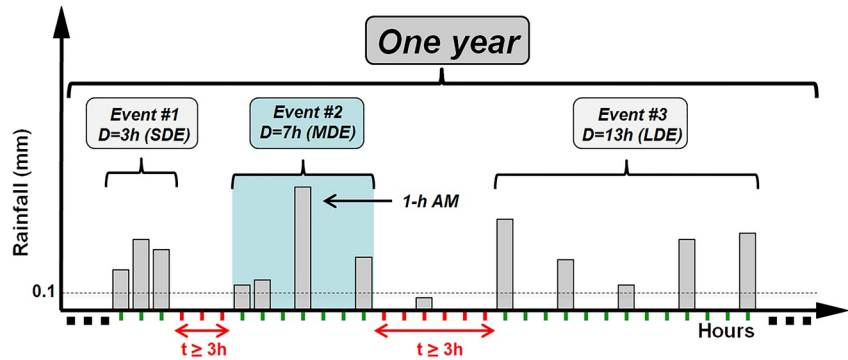 One year
Event #1
D=3h (SDE)
Event #2
D=7h (MDE)
Event #3
D=13h (LDE)
Rainfall (mm)
1-h AM
0.1
Hours
t ≥ 3h
t ≥ 3h